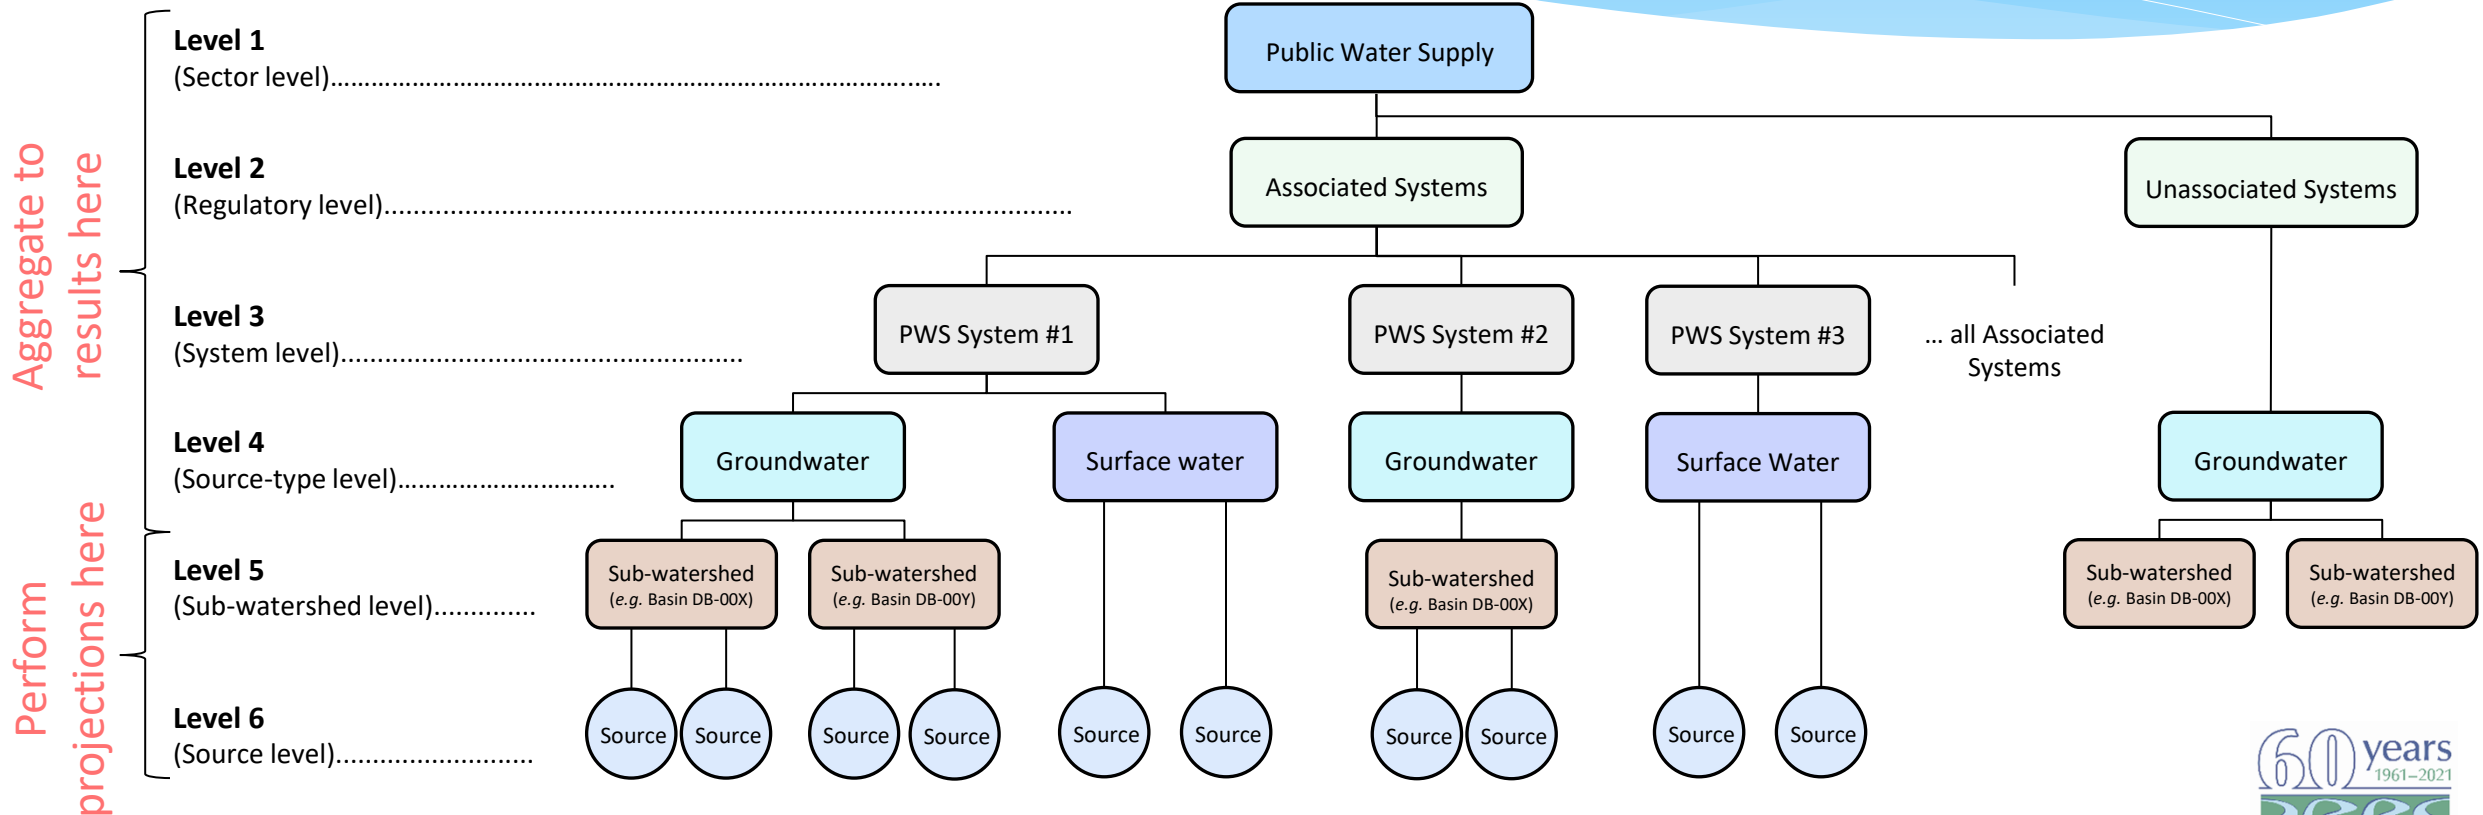 Aggregate to
results here
Perform
projections here
Level 1
(Sector level)................................................................................
Public Water Supply
Level 2
(Regulatory level)............................................................................................
Associated Systems
Unassociated Systems
Level 3
(System level).......................................................
PWS System #1
PWS System #2
PWS System #3
... all Associated
Systems
Level 4
(Source-type level)..............................
Groundwater
Surface water
Groundwater
Surface Water
Groundwater
Level 5
(Sub-watershed level)..............
Sub-watershed
(e.g. Basin DB-00X)
Sub-watershed
(e.g. Basin DB-00Y)
Sub-watershed
(e.g. Basin DB-00X)
Sub-watershed
(e.g. Basin DB-00X)
Sub-watershed
(e.g. Basin DB-00Y)
Level 6
(Source level)...........................
Source
Source
Source
Source
Source
Source
Source
Source
Source
Source
60 years
1961–2021